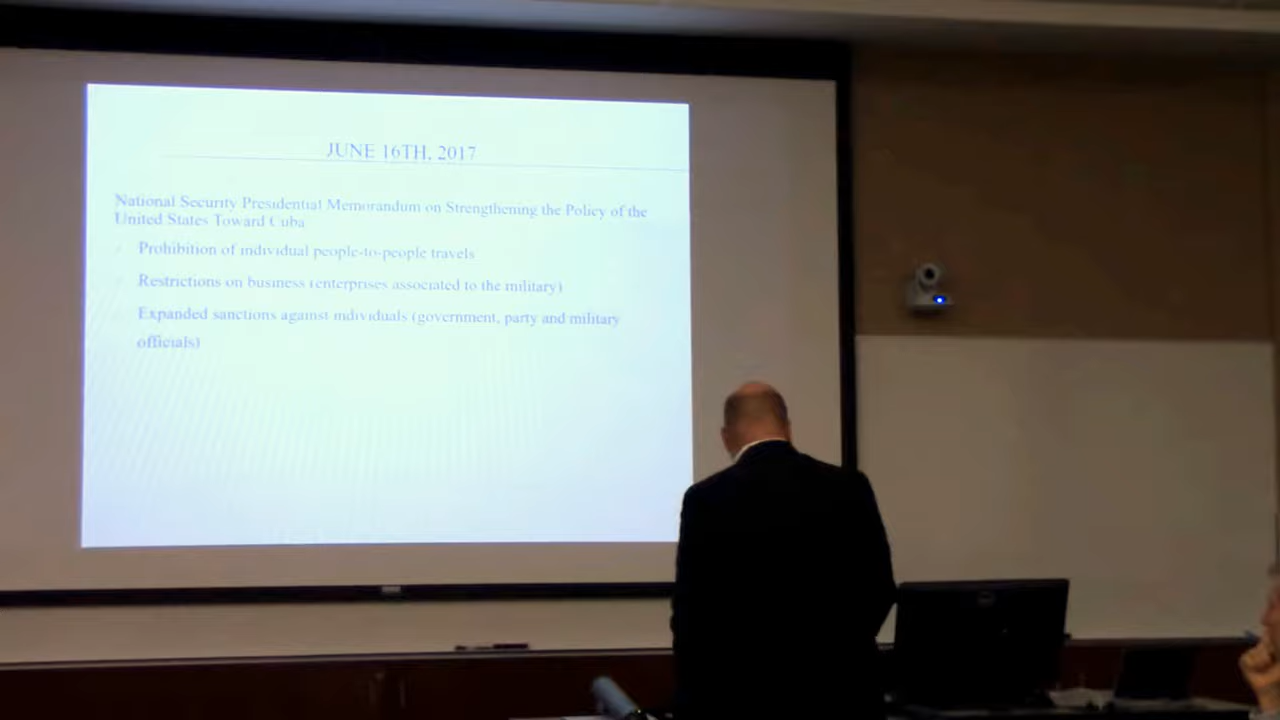 JUNE 16TH, 2017
National Security Presidential Memorandum on Strengthening the Policy of the
United States Toward Cuba
Prohibition of individual people-to-people travels
Restrictions on business (enterprises associated to the military)
Expanded sanctions against individuals (government, party and military
officials)